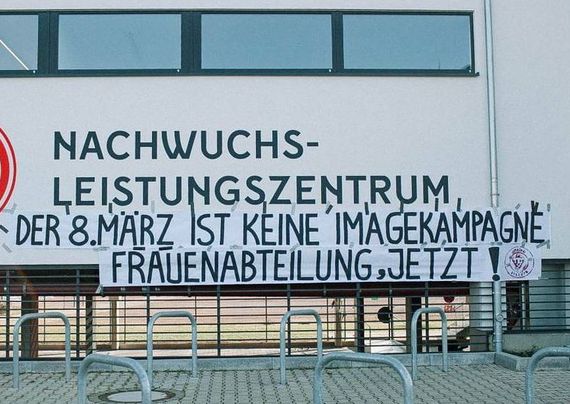 NACHWUCHS-
LEISTUNGSZENTRUM
DER 8. MÄRZ IST KEINE IMAGEKAMPAGNE
FRAUENABTEILUNG, JETZT!